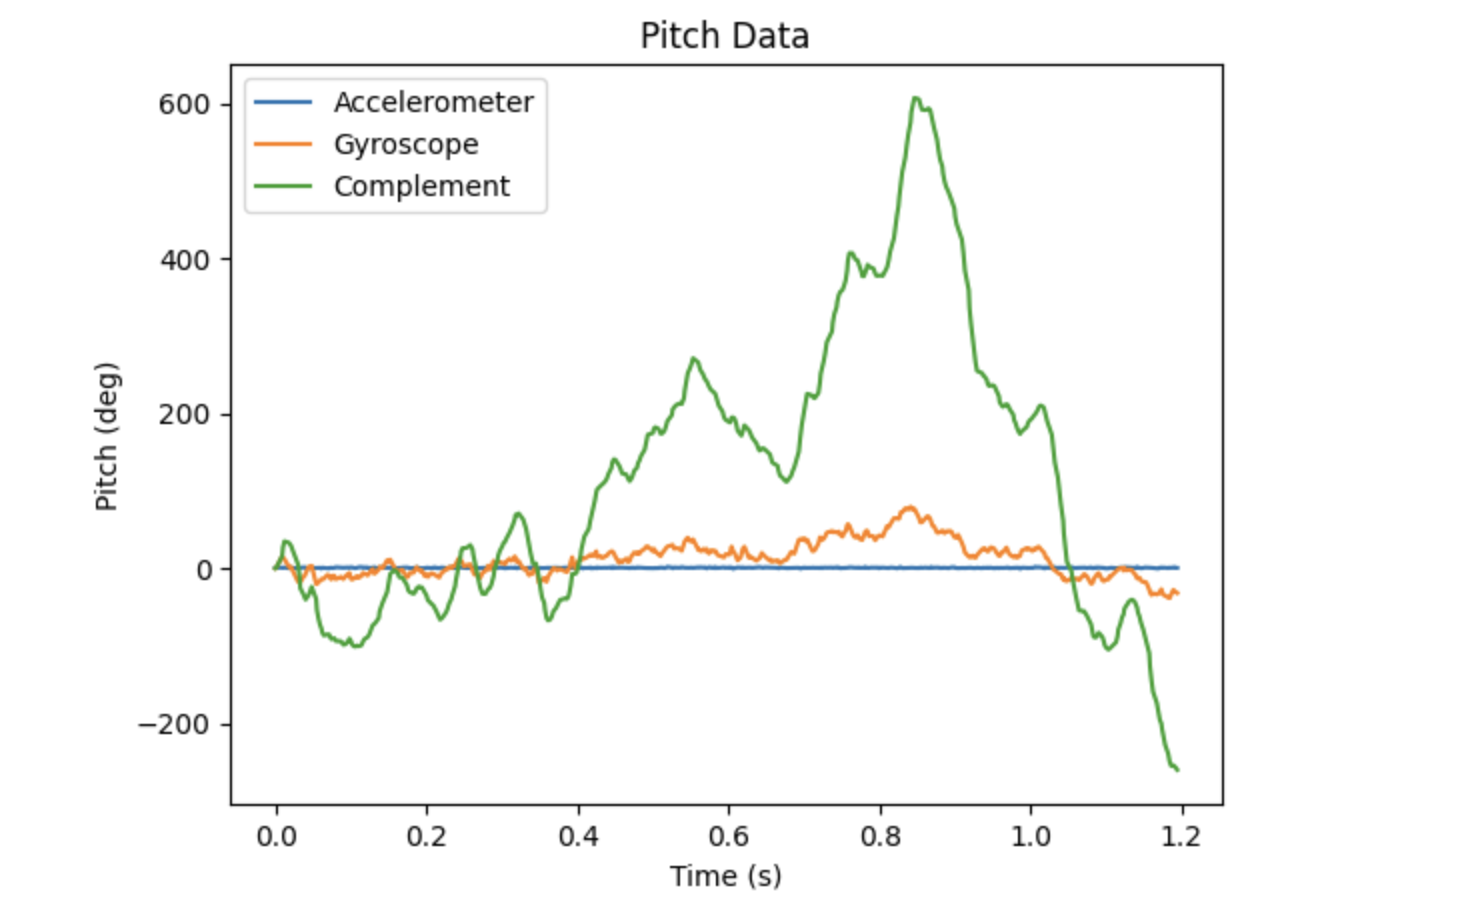 Pitch Data
Accelerometer
Gyroscope
Complement
600
400
200
0
−200
Pitch (deg)
0.0 0.2 0.4 0.6 0.8 1.0 1.2
Time (s)